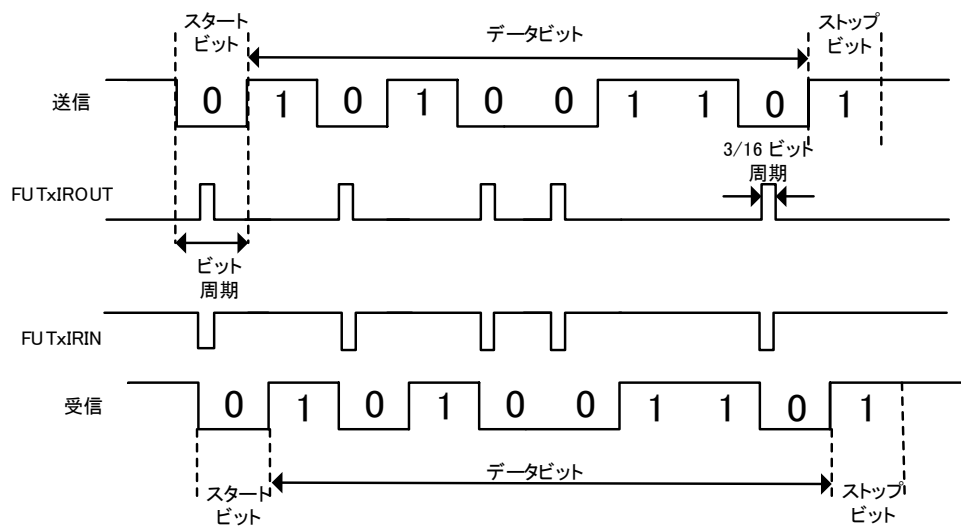 スタート
ビット
データビット
ストップ
ビット
送信
0 1 0 1 0 0 1 1 0 1
3/16 ビット
周期
FUTxIROUT
ビット
周期
FUTxIRIN
受信
0 1 0 1 0 0 1 1 0 1
データビット
スタート
ビット
ストップ
ビット